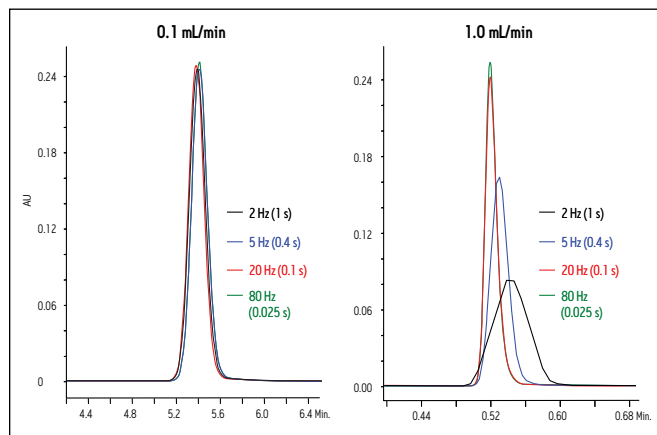 0.1 mL/min
0.24
0.18
0.12
0.06
0
AU
2 Hz (1 s)
5 Hz (0.4 s)
20 Hz (0.1 s)
80 Hz
(0.025 s)
4.4 4.8 5.2 5.6 6.0 6.4 Min.
1.0 mL/min
0.24
0.18
0.12
0.06
0.00
2 Hz (1 s)
5 Hz (0.4 s)
20 Hz (0.1 s)
80 Hz
(0.025 s)
0.44 0.52 0.60 0.68 Min.